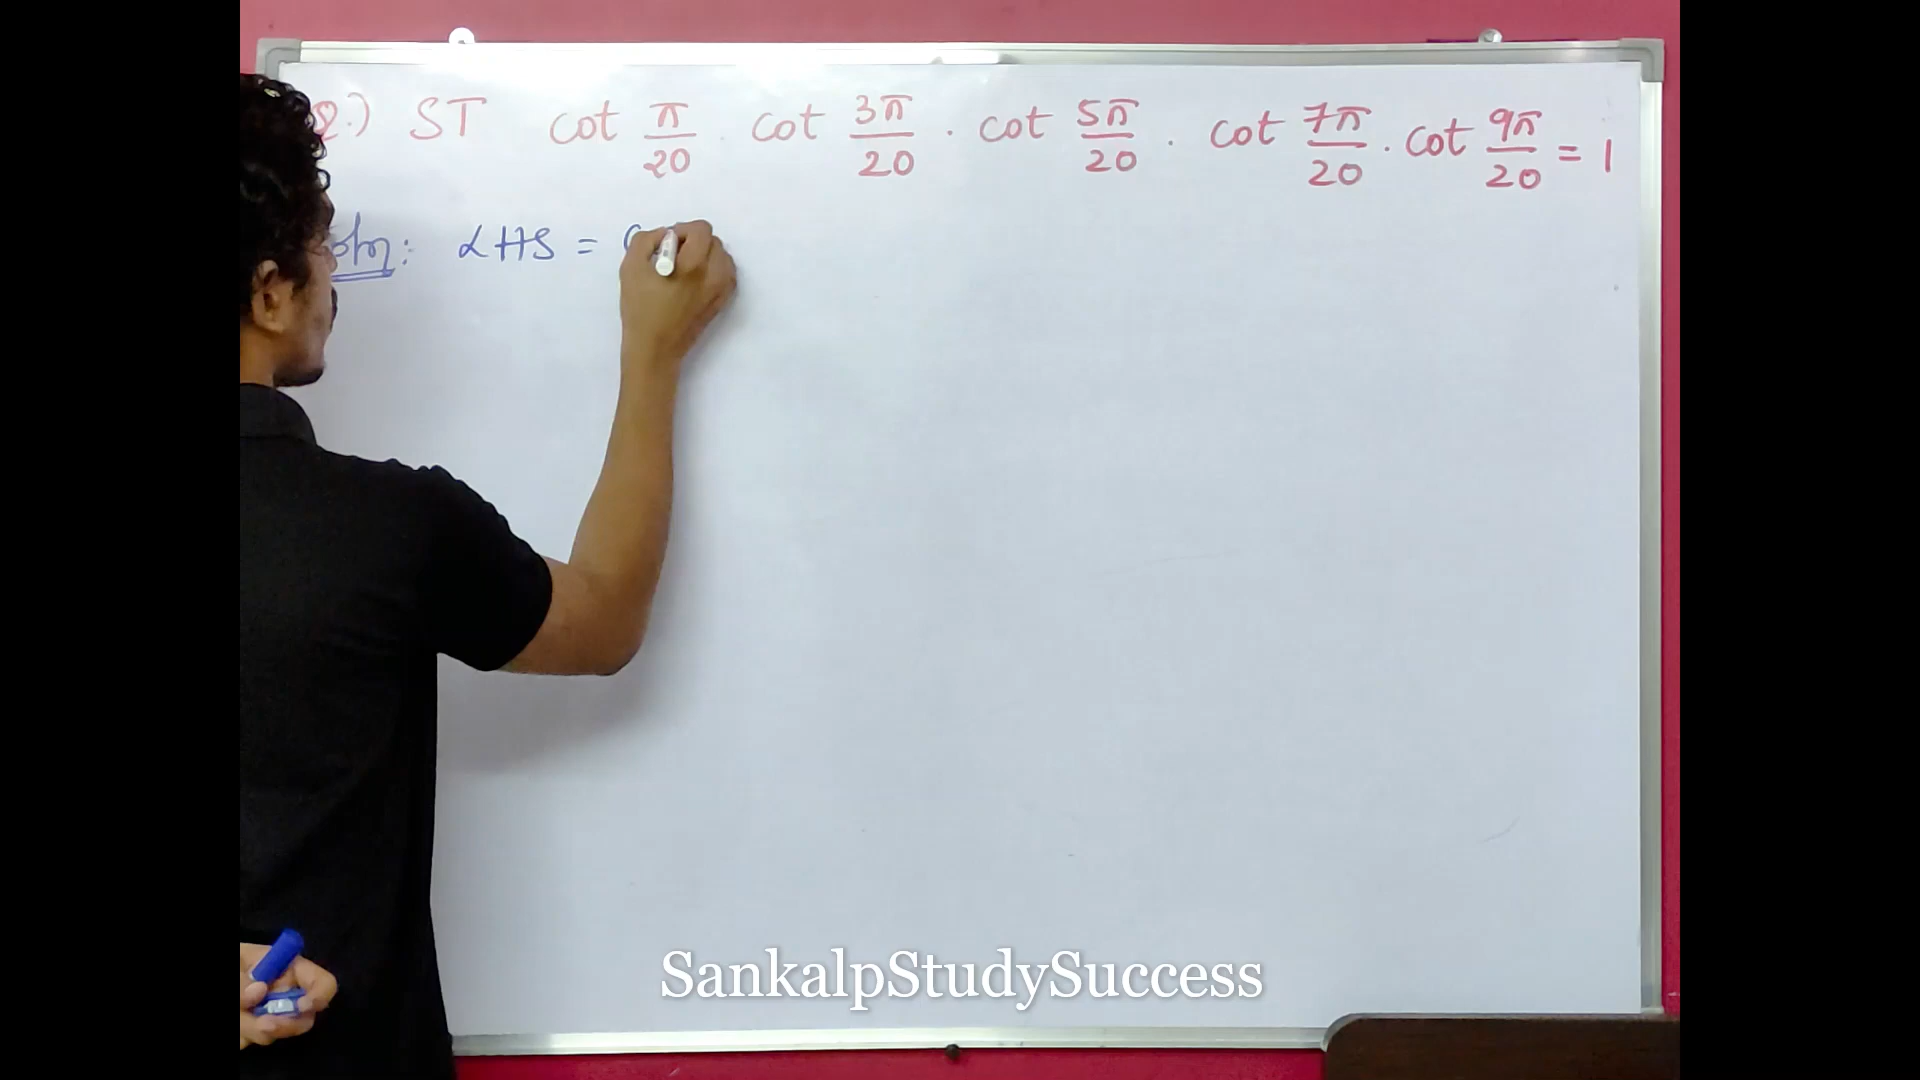 Q.) ST cot π/20 . cot 3π/20 . cot 5π/20 . cot 7π/20 . cot 9π/20 = 1
LHS =
SankalpStudySuccess